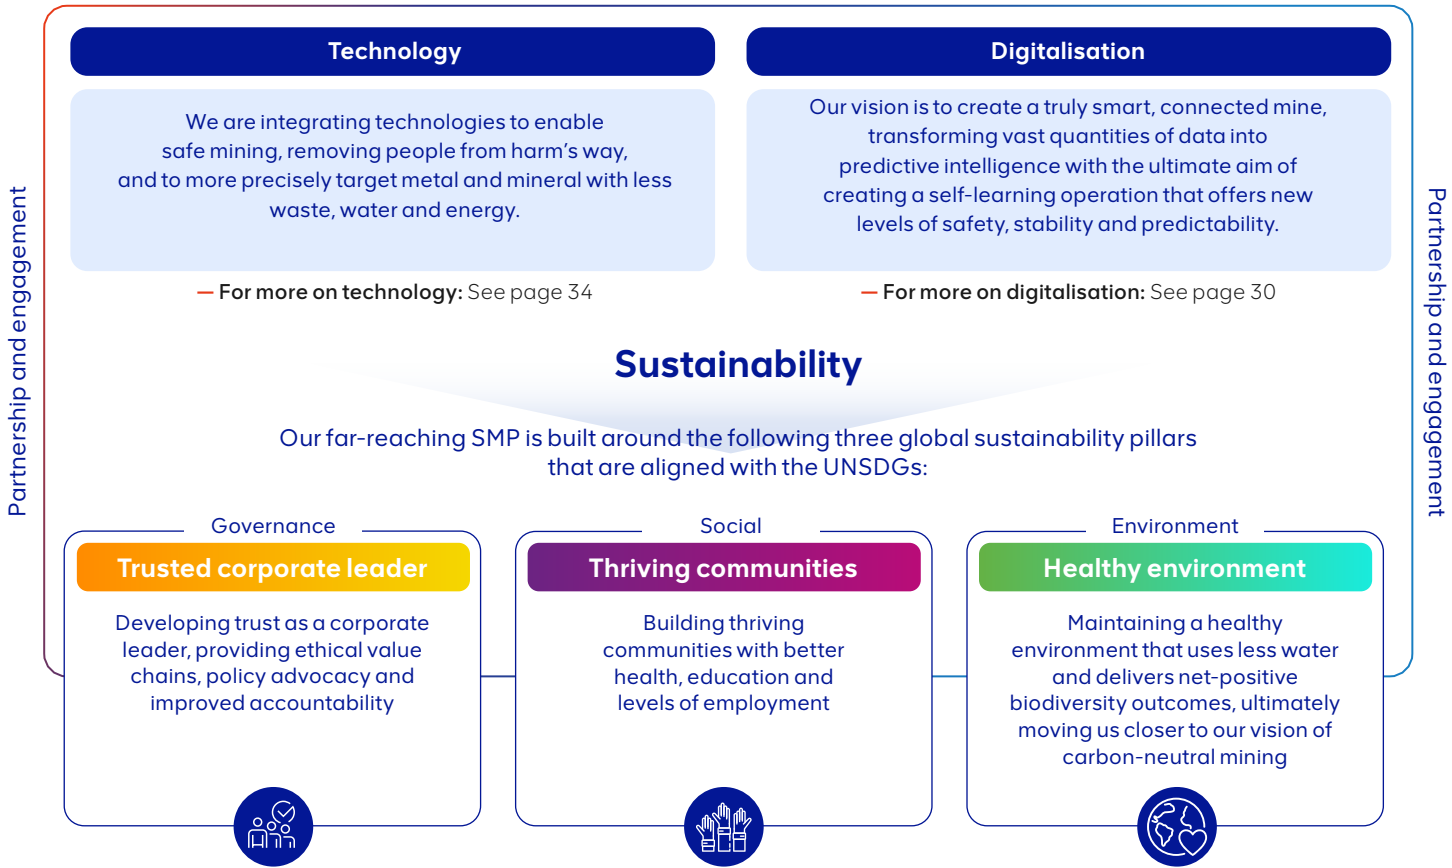 Partnership and engagement
Technology
We are integrating technologies to enable
safe mining, removing people from harm's way,
and to more precisely target metal and mineral with less
waste, water and energy.
— For more on technology: See page 34
Digitalisation
Our vision is to create a truly smart, connected mine,
transforming vast quantities of data into
predictive intelligence with the ultimate aim of
creating a self-learning operation that offers new
levels of safety, stability and predictability.
— For more on digitalisation: See page 30
Partnership and engagement
Sustainability
Our far-reaching SMP is built around the following three global sustainability pillars
that are aligned with the UNSDGs:
Governance
Trusted corporate leader
Developing trust as a corporate
leader, providing ethical value
chains, policy advocacy and
improved accountability
Social
Thriving communities
Building thriving
communities with better
health, education and
levels of employment
Environment
Healthy environment
Maintaining a healthy
environment that uses less water
and delivers net-positive
biodiversity outcomes, ultimately
moving us closer to our vision of
carbon-neutral mining